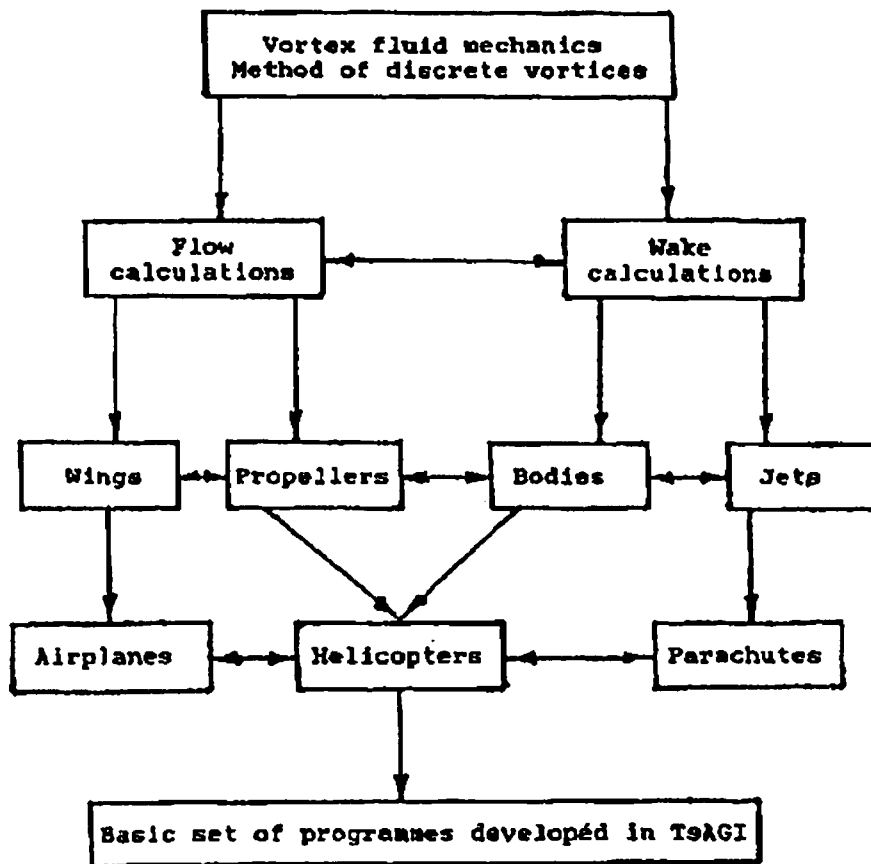 Vortex fluid mechanics
Method of discrete vortices
Flow
calculations
Wake
calculations
Wings
Propellers
Bodies
Jets
Airplanes
Helicopters
Parachutes
Basic set of programmes developed in TsAGI